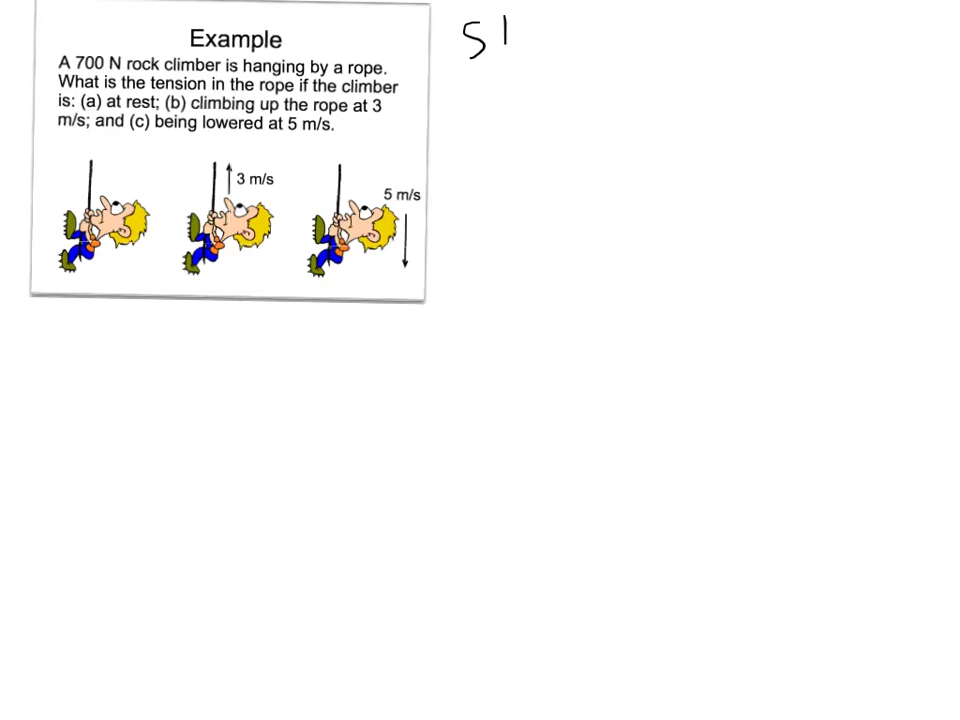 Example
A 700 N rock climber is hanging by a rope.
What is the tension in the rope if the climber
is: (a) at rest; (b) climbing up the rope at 3
m/s; and (c) being lowered at 5 m/s.
3 m/s
5 m/s